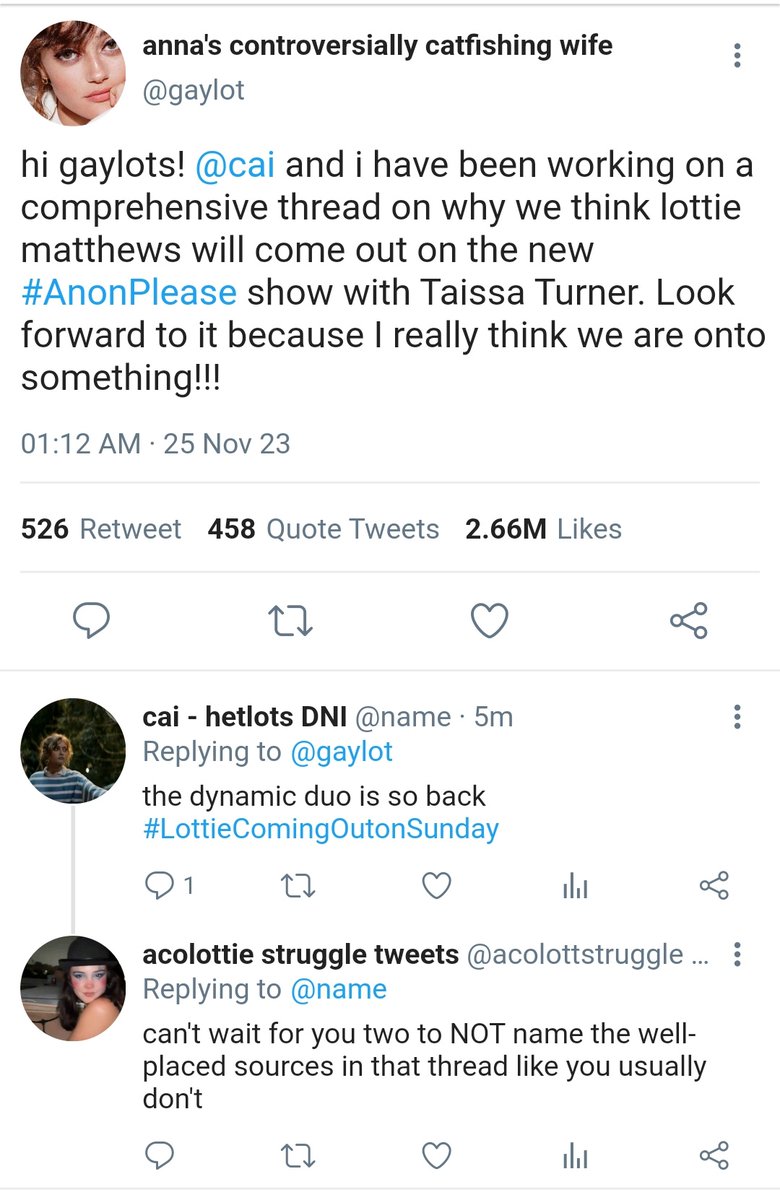 anna's controversially catfishing wife
@gaylot
hi gaylots! @cai and i have been working on a
comprehensive thread on why we think lottie
matthews will come out on the new
#AnonPlease show with Taissa Turner. Look
forward to it because I really think we are onto
something!!!
01:12 AM · 25 Nov 23
526 Retweet 458 Quote Tweets 2.66M Likes
cai - hetlots DNI @name · 5m
Replying to @gaylot
the dynamic duo is so back
#LottieComingOutonSunday
1
acolottie struggle tweets @acolottstruggle ...
Replying to @name
can't wait for you two to NOT name the well-
placed sources in that thread like you usually
don't